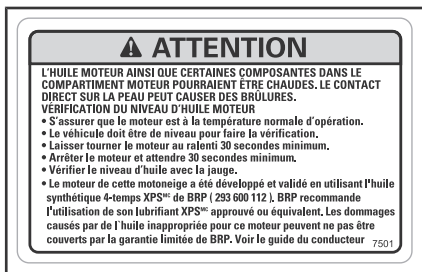 ATTENTION
L'HUILE MOTEUR AINSI QUE CERTAINES COMPOSANTES DANS LE
COMPARTIMENT MOTEUR POURRAIENT ÊTRE CHAUDES. LE CONTACT
DIRECT SUR LA PEAU PEUT CAUSER DES BRÛLURES.
VÉRIFICATION DU NIVEAU D'HUILE MOTEUR
• S'assurer que le moteur est à la température normale d'opération.
• Le véhicule doit être de niveau pour faire la vérification.
• Laisser tourner le moteur au ralenti 30 secondes minimum.
• Arrêter le moteur et attendre 30 secondes minimum.
• Vérifier le niveau d'huile avec la jauge.
• Le moteur de cette motoneige a été développé et validé en utilisant l'huile
synthétique 4-temps XPSᴹᶜ de BRP ( 293 600 112 ). BRP recommande
l'utilisation de son lubrifiant XPSᴹᶜ approuvé ou équivalent. Les dommages
causés par de l'huile inappropriée pour ce moteur peuvent ne pas être
couverts par la garantie limitée de BRP. Voir le guide du conducteur
7501